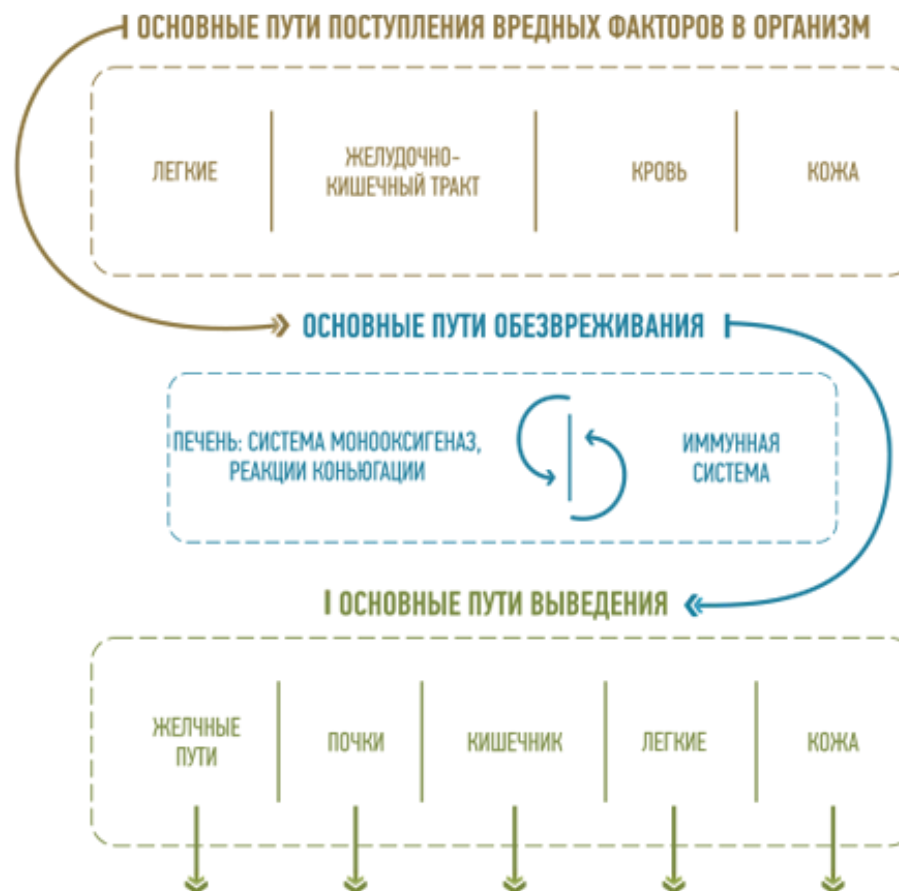 ОСНОВНЫЕ ПУТИ ПОСТУПЛЕНИЯ ВРЕДНЫХ ФАКТОРОВ В ОРГАНИЗМ
ЛЕГКИЕ
ЖЕЛУДОЧНО-
КИШЕЧНЫЙ ТРАКТ
КРОВЬ
КОЖА
ОСНОВНЫЕ ПУТИ ОБЕЗВРЕЖИВАНИЯ
ПЕЧЕНЬ: СИСТЕМА МОНООКСИГЕНАЗ,
РЕАКЦИИ КОНЬЮГАЦИИ
ИММУННАЯ
СИСТЕМА
ОСНОВНЫЕ ПУТИ ВЫВЕДЕНИЯ
ЖЕЛЧНЫЕ
ПУТИ
ПОЧКИ
КИШЕЧНИК
ЛЕГКИЕ
КОЖА